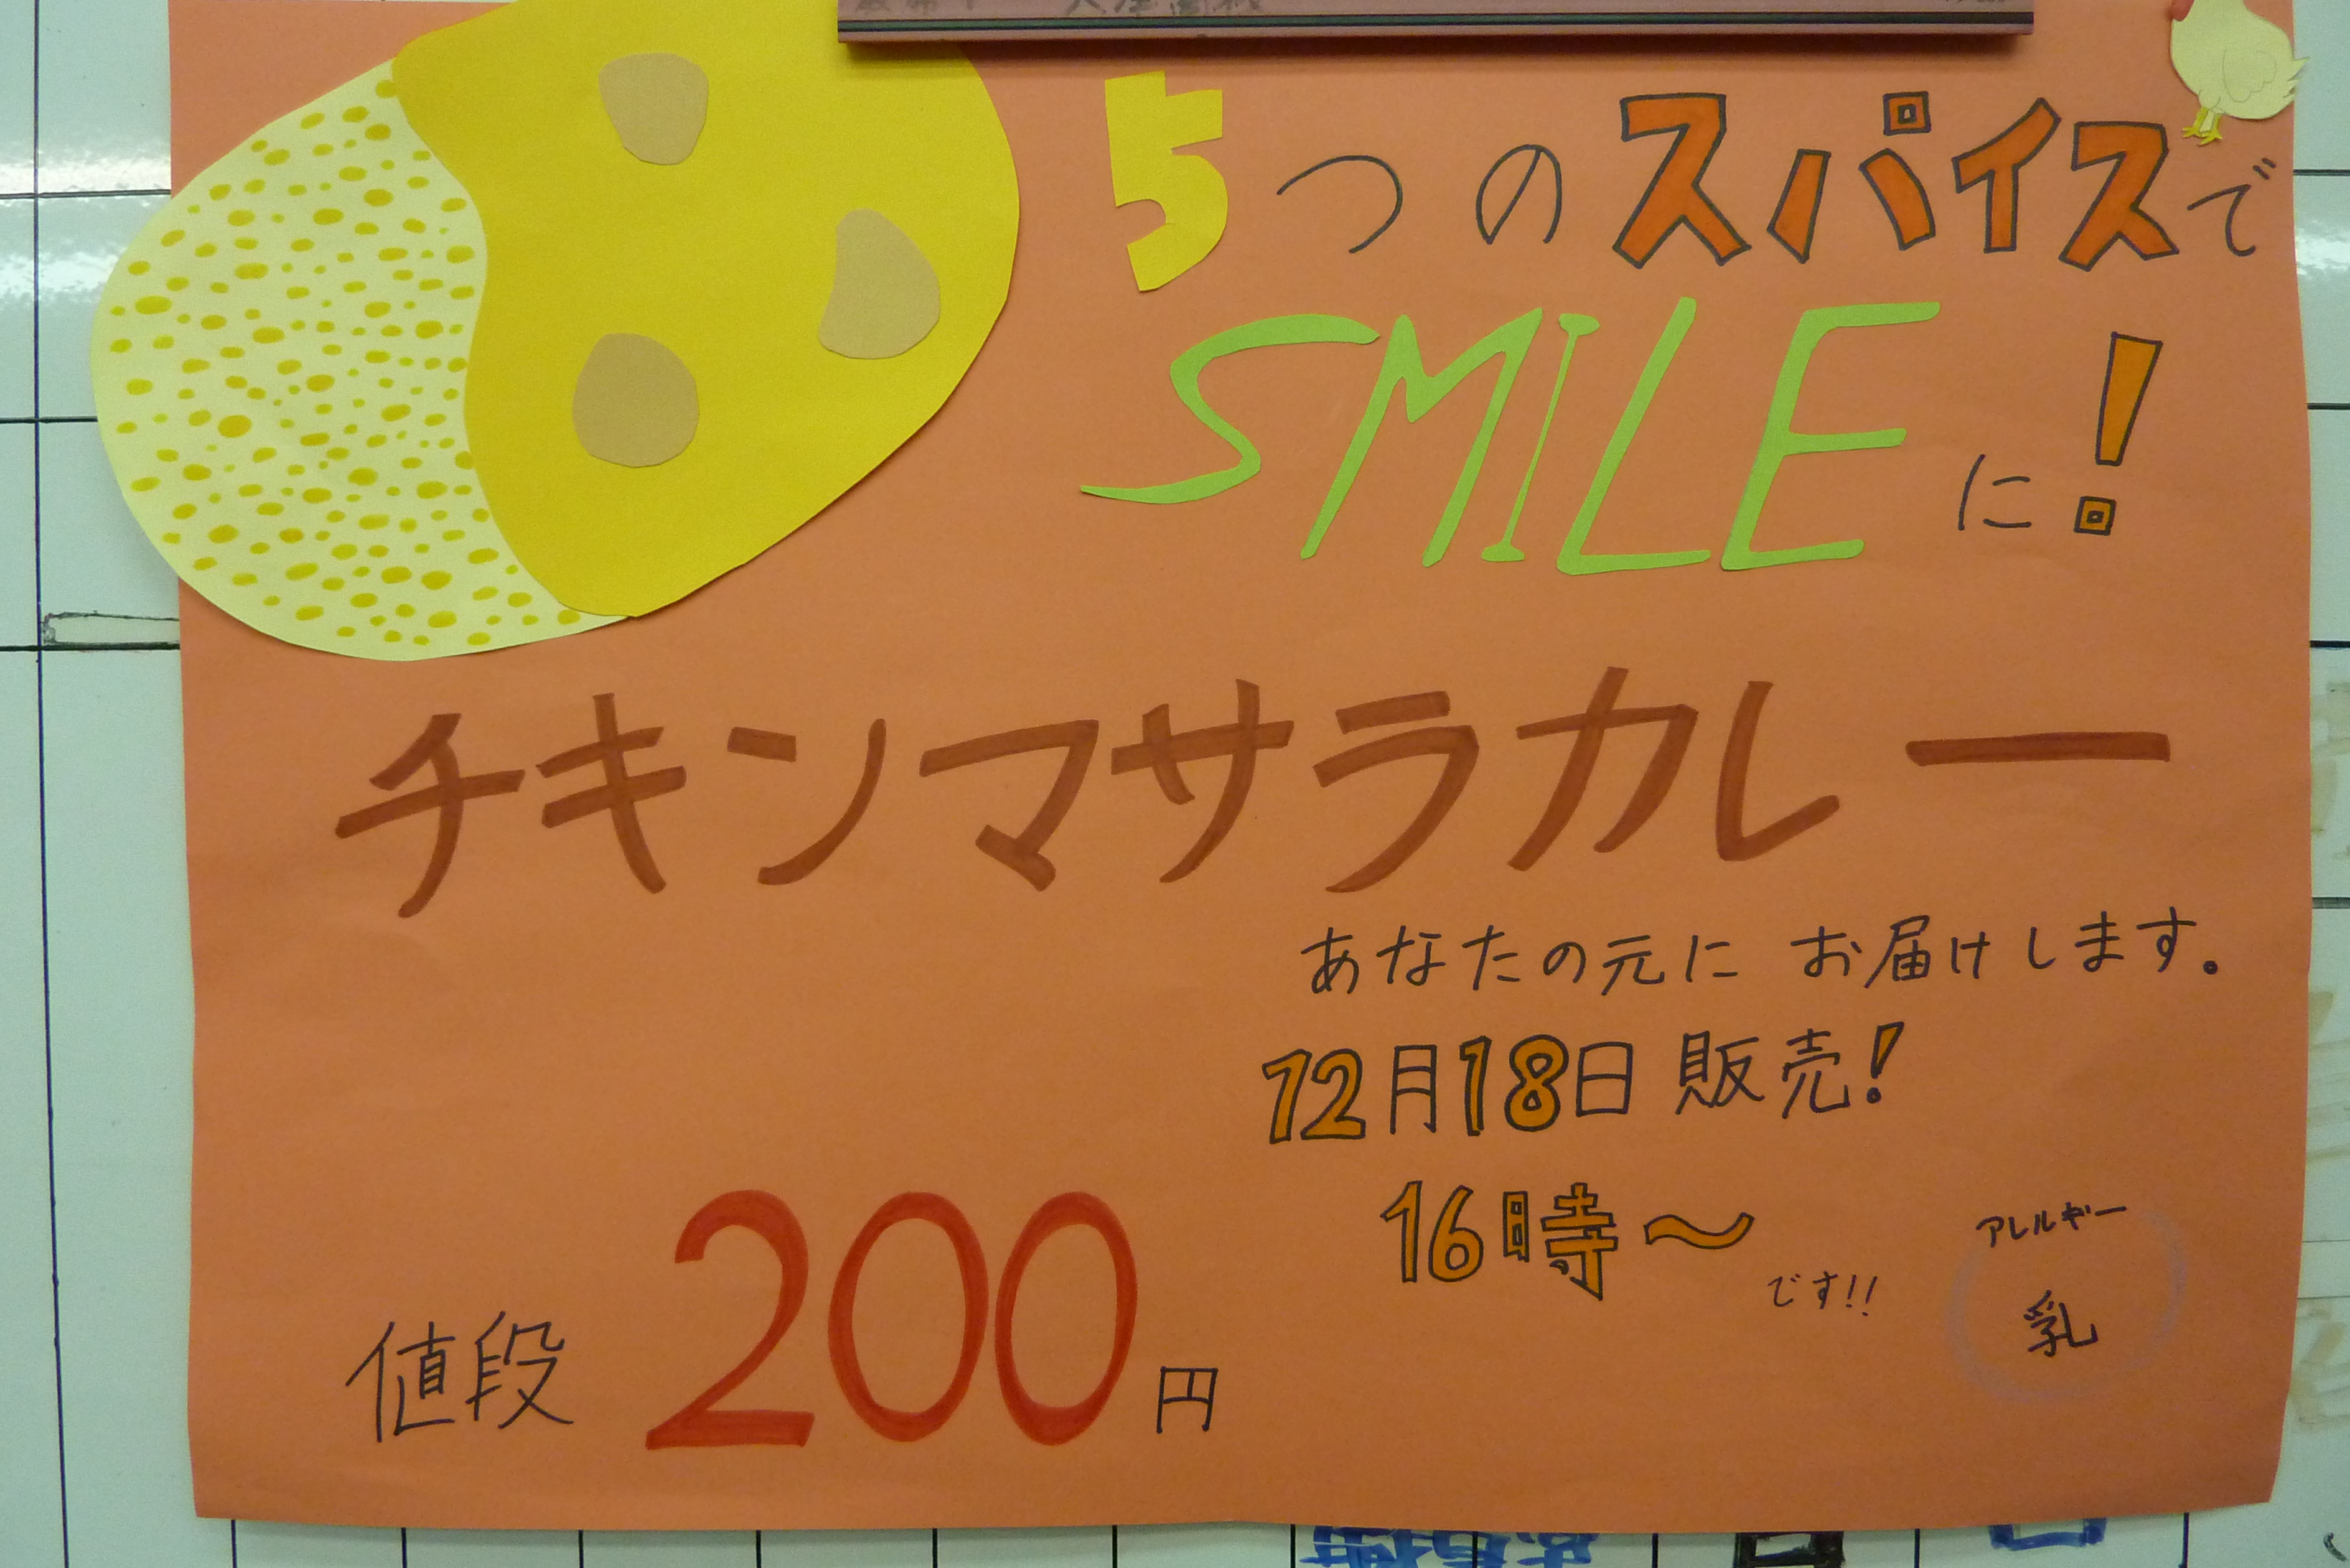 5つのスパイスで
SMILEに!
チキンマサラカレー
あなたの元に お届けします。
12月18日 販売!
16時〜です!!
アレルギー
乳
値段 200円